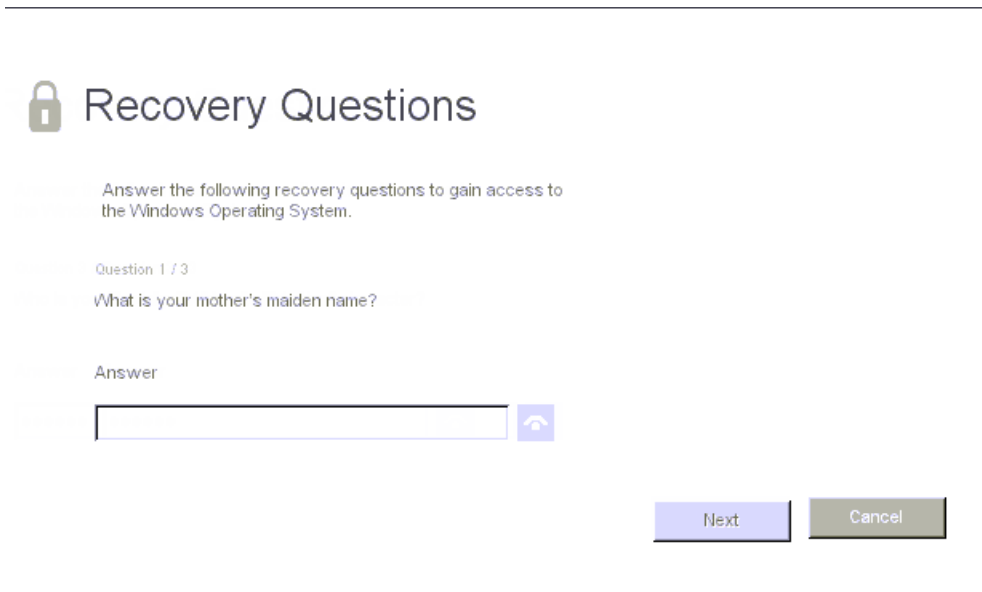 Recovery Questions
Answer the following recovery questions to gain access to
the Windows Operating System.
Question 1 / 3
What is your mother's maiden name?
Answer
Next
Cancel